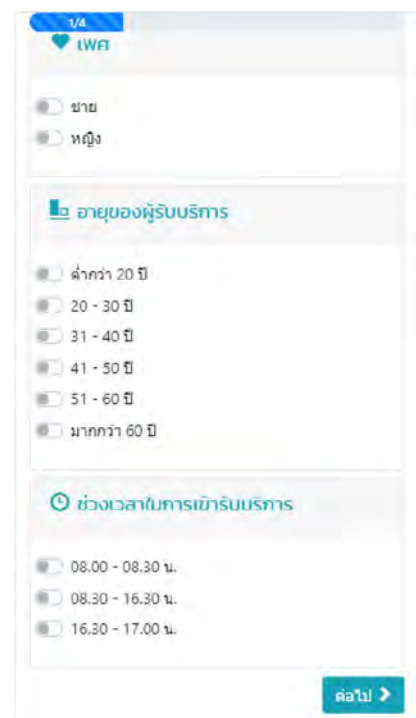 1/4
เพศ
ชาย
หญิง
อายุของผู้รับบริการ
ต่ำกว่า 20 ปี
20 - 30 ปี
31 - 40 ปี
41 - 50 ปี
51 - 60 ปี
มากกว่า 60 ปี
ช่วงเวลาในการเข้ารับบริการ
08.00 - 08.30 น.
08.30 - 16.30 น.
16.30 - 17.00 น.
ต่อไป